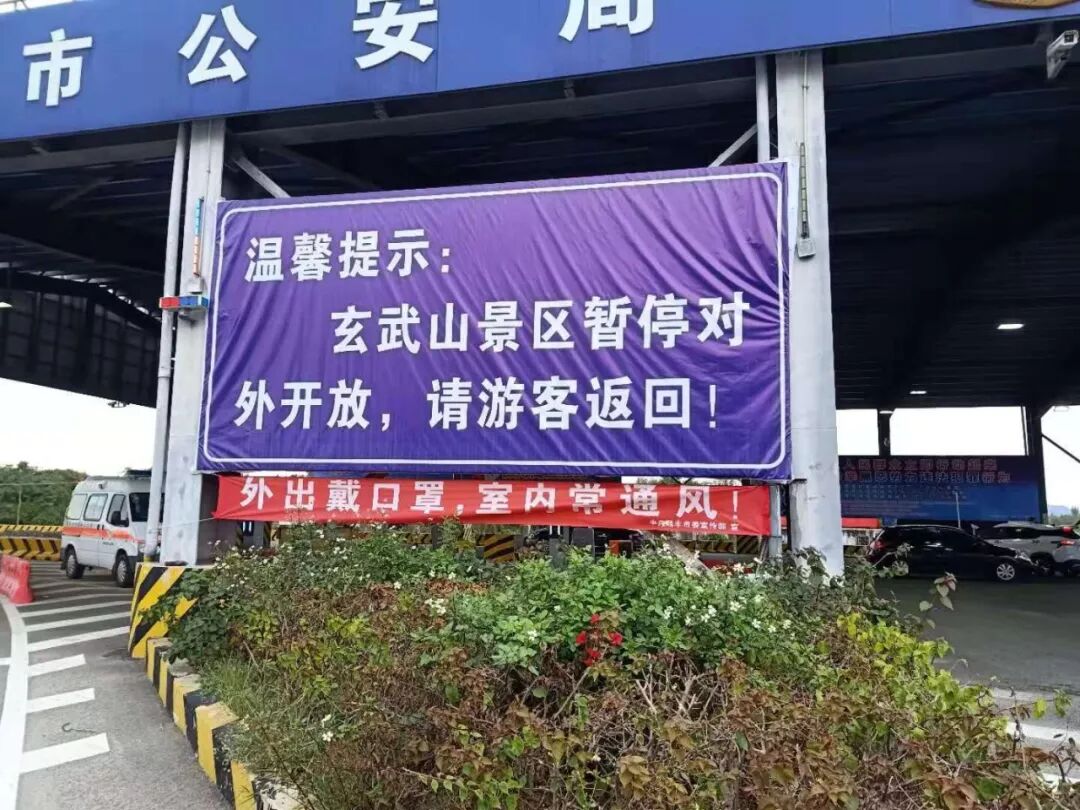 市公安局
温馨提示：
玄武山景区暂停对
外开放，请游客返回！
外出戴口罩，室内常通风！